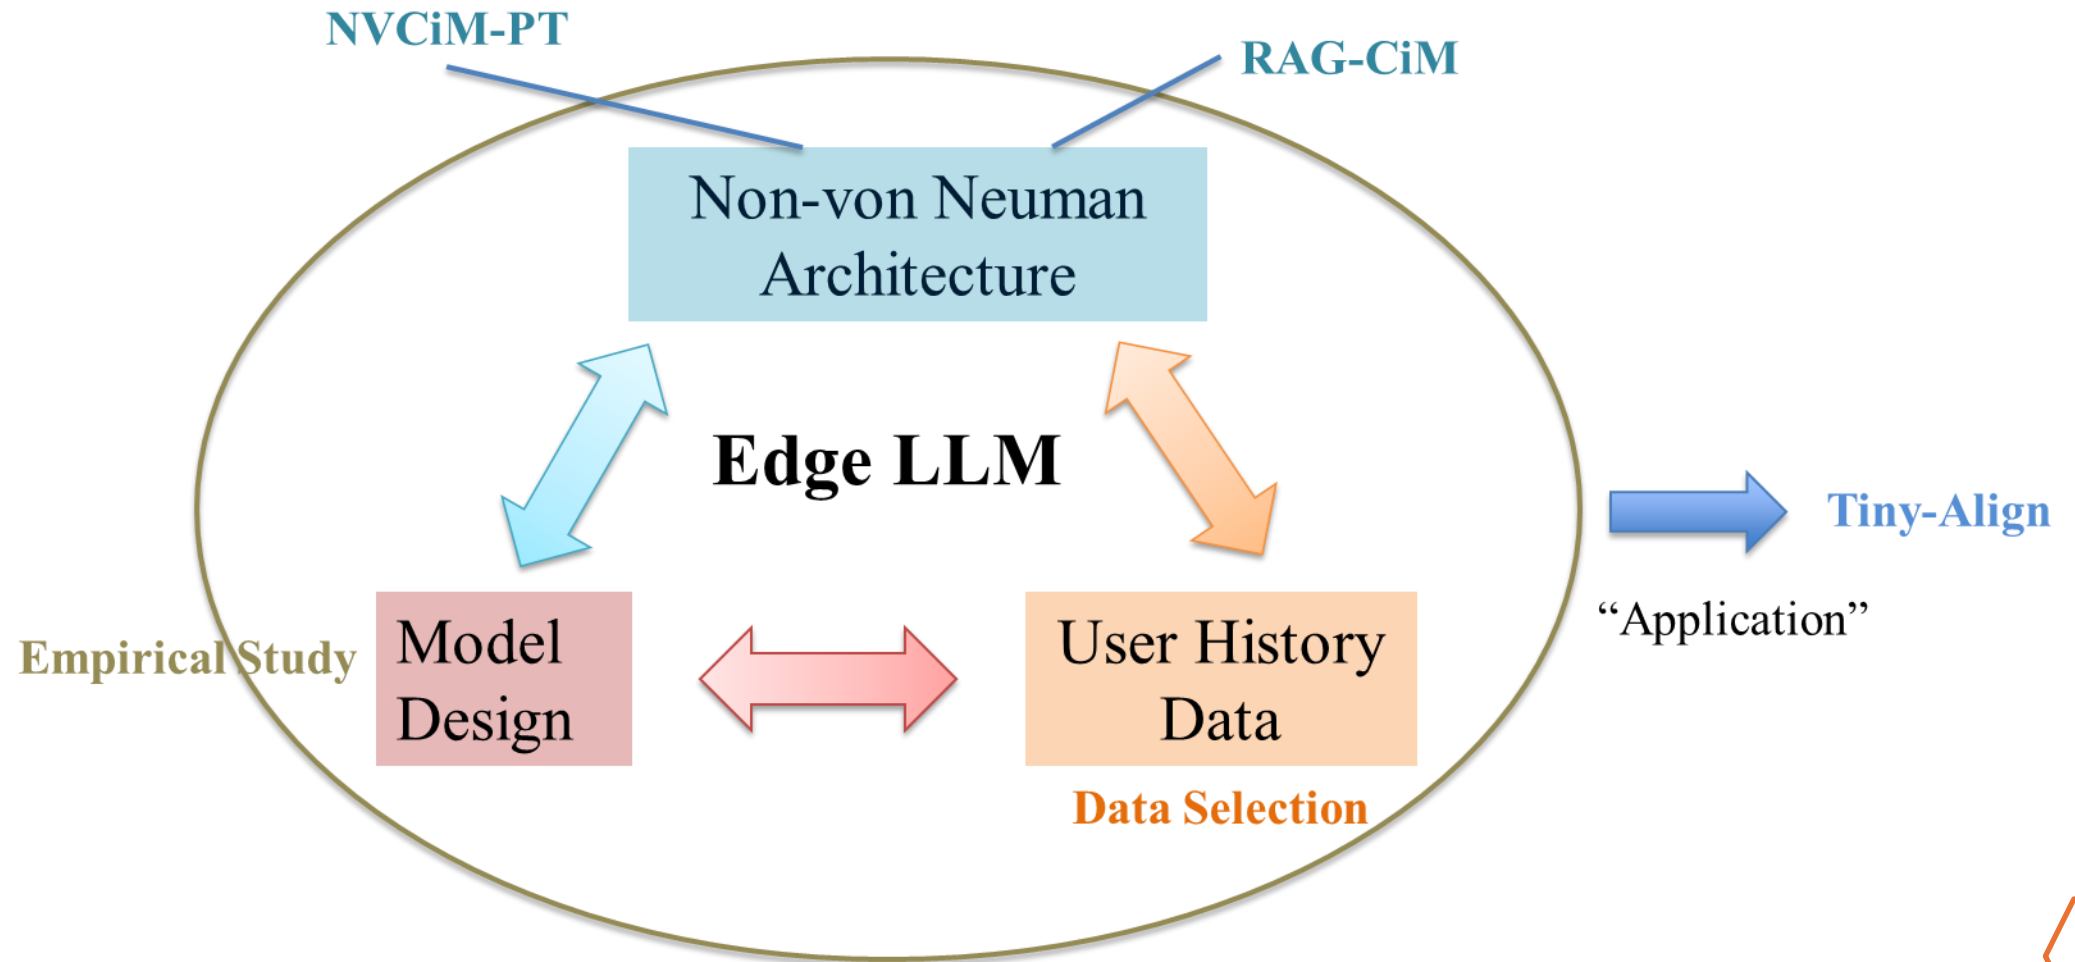 NVCiM-PT
RAG-CiM
Non-von Neuman
Architecture
Edge LLM
Tiny-Align
“Application”
Empirical Study
Model
Design
User History
Data
Data Selection